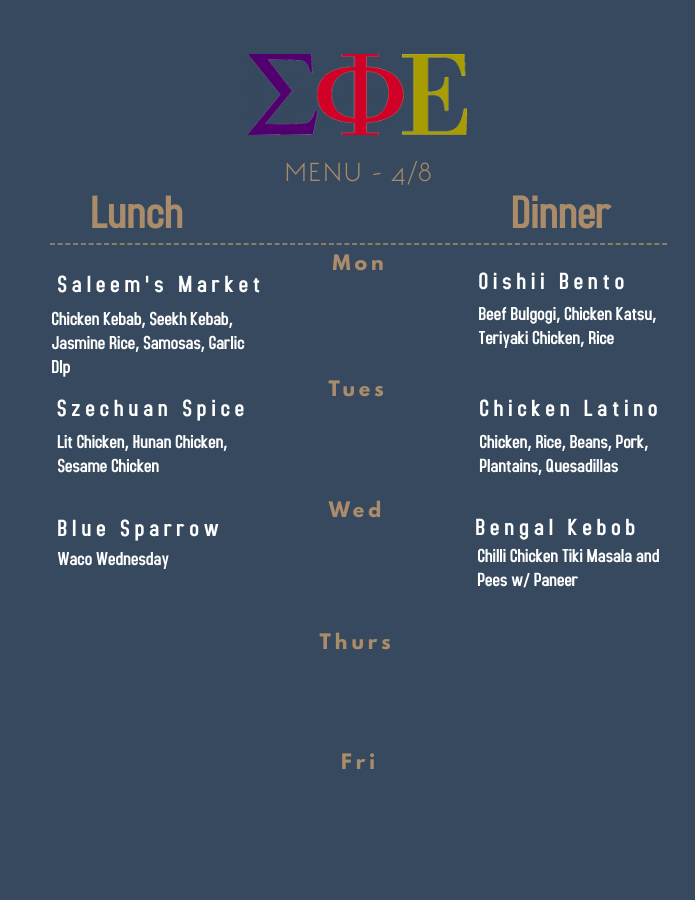 ΣΦΕ
MENU - 4/8
Lunch
Dinner
Mon
Saleem's Market
Chicken Kebab, Seekh Kebab,
Jasmine Rice, Samosas, Garlic
DIp
Oishii Bento
Beef Bulgogi, Chicken Katsu,
Teriyaki Chicken, Rice
Tues
Szechuan Spice
Lit Chicken, Hunan Chicken,
Sesame Chicken
Chicken Latino
Chicken, Rice, Beans, Pork,
Plantains, Quesadillas
Wed
Blue Sparrow
Waco Wednesday
Bengal Kebob
Chilli Chicken Tiki Masala and
Pees w/ Paneer
Thurs
Fri